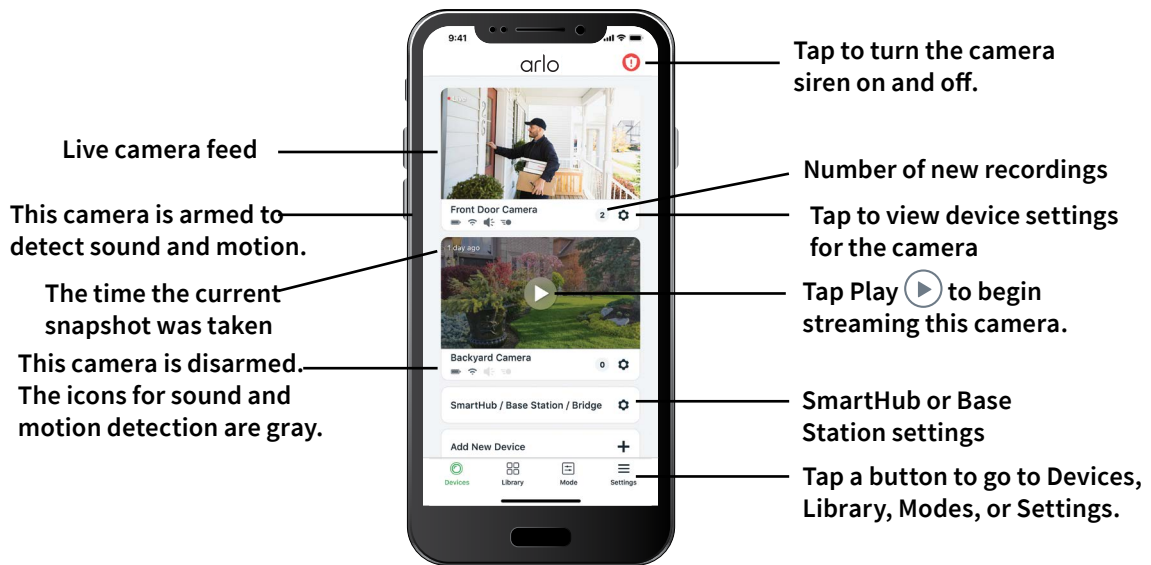 9:41
arlo
Live
Front Door Camera
2
1 day ago
Backyard Camera
0
SmartHub / Base Station / Bridge
Add New Device
Devices
Library
Mode
Settings
Live camera feed
This camera is armed to
detect sound and motion.
The time the current
snapshot was taken
This camera is disarmed.
The icons for sound and
motion detection are gray.
Tap to turn the camera
siren on and off.
Number of new recordings
Tap to view device settings
for the camera
Tap Play to begin
streaming this camera.
SmartHub or Base
Station settings
Tap a button to go to Devices,
Library, Modes, or Settings.